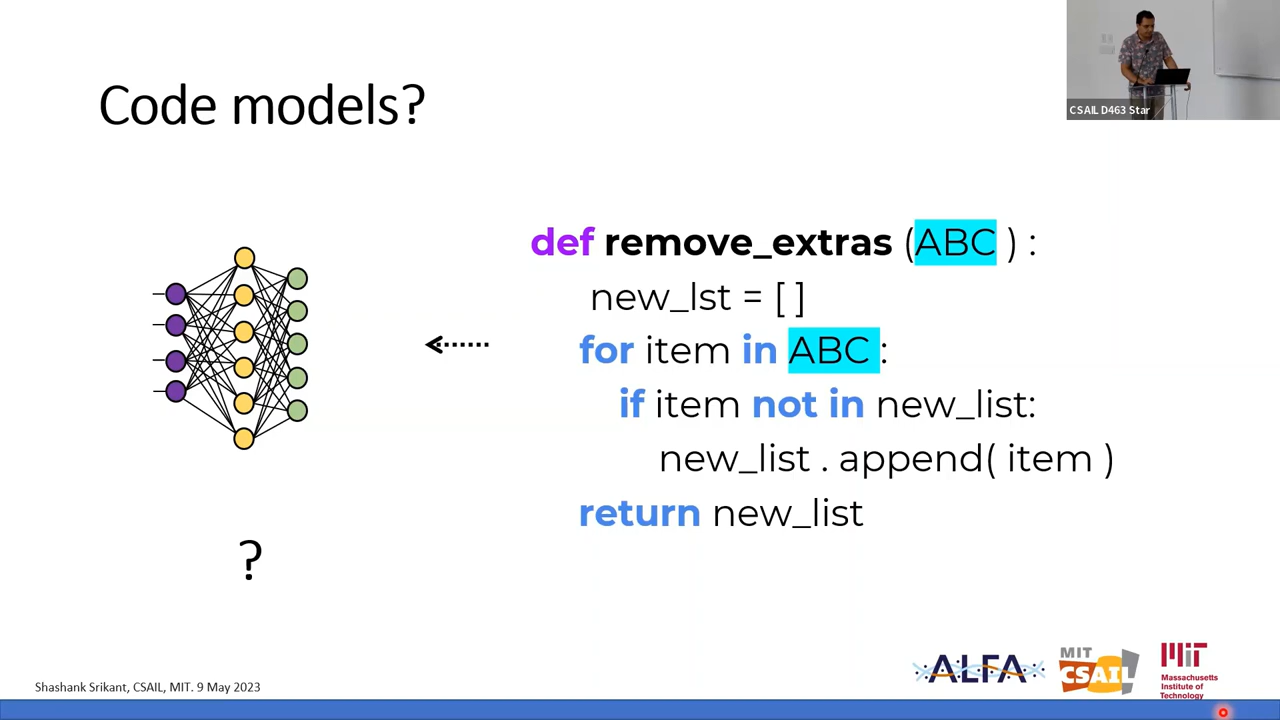 Code models?
CSAIL D463 Star
def remove_extras (ABC ) :
new_lst = [ ]
for item in ABC :
if item not in new_list:
new_list . append( item )
return new_list
?
ALFA
MIT
CSAIL
MIT
Massachusetts
Institute of
Technology
Shashank Srikant, CSAIL, MIT. 9 May 2023